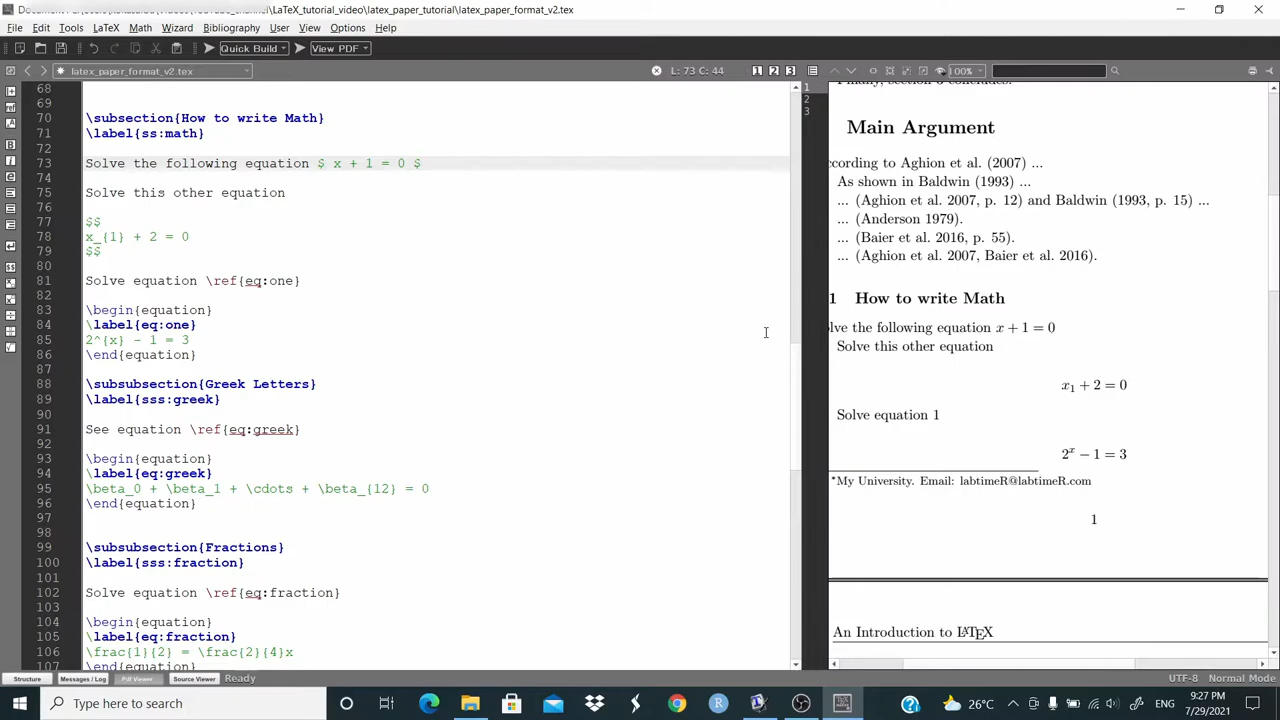 LaTeX_tutorial_video\latex_paper_format_v2.tex
File Edit Tools LaTeX Math Wizard Bibliography User View Options Help
Quick Build View PDF
latex_paper_format_v2.tex L: 73 C: 44 1 2 3 100%
68
69
70 \subsection{How to write Math}
71 \label{ss:math}
72
73 Solve the following equation $ x + 1 = 0 $
74
75 Solve this other equation
76
77 $$
78 x_{1} + 2 = 0
79 $$
80
81 Solve equation \ref{eq:one}
82
83 \begin{equation}
84 \label{eq:one}
85 2^{x} - 1 = 3
86 \end{equation}
87
88 \subsubsection{Greek Letters}
89 \label{sss:greek}
90
91 See equation \ref{eq:greek}
92
93 \begin{equation}
94 \label{eq:greek}
95 \beta_0 + \beta_1 + \cdots + \beta_{12} = 0
96 \end{equation}
97
98
99 \subsubsection{Fractions}
100 \label{sss:fraction}
101
102 Solve equation \ref{eq:fraction}
103
104 \begin{equation}
105 \label{eq:fraction}
106 \frac{1}{2} = \frac{2}{4}x
107 \end{equation}
1
2
3
Finally, section 3 concludes.
Main Argument
ccording to Aghion et al. (2007) ...
As shown in Baldwin (1993) ...
... (Aghion et al. 2007, p. 12) and Baldwin (1993, p. 15) ...
... (Anderson 1979).
... (Baier et al. 2016, p. 55).
... (Aghion et al. 2007, Baier et al. 2016).
1 How to write Math
lve the following equation x + 1 = 0
Solve this other equation
x₁ + 2 = 0
Solve equation 1
2ˣ − 1 = 3
*My University. Email: labtimeR@labtimeR.com
1
An Introduction to LATEX
Structure Messages / Log Pdf Viewer Source Viewer Ready UTF-8 Normal Mode
Type here to search
26°C ENG 9:27 PM
7/29/2021